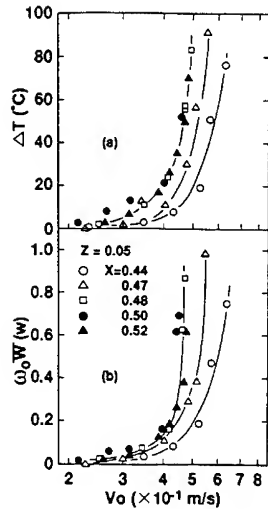 100
80
60
40
20
0
ΔT (°C)
(a)
Z = 0.05
○ X=0.44
△ 0.47
□ 0.48
● 0.50
▲ 0.52
1.0
0.8
0.6
0.4
0.2
0
ω₀W̅ (w)
(b)
2 3 4 5 6 7 8
Vo (×10⁻¹ m/s)